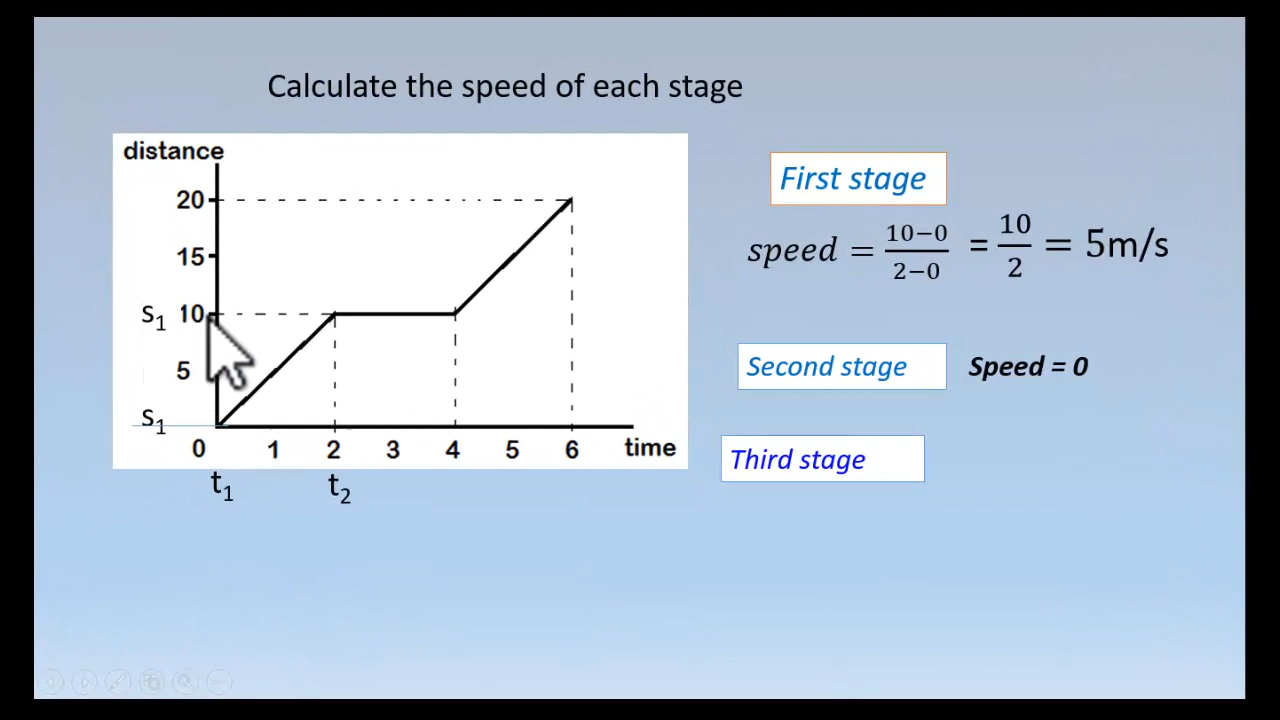 Calculate the speed of each stage
distance
20
15
S₁ 10
5
S₁
0 1 2 3 4 5 6 time
t₁ t₂
First stage
speed = \frac{10−0}{2−0} = \frac{10}{2} = 5m/s
Second stage Speed = 0
Third stage